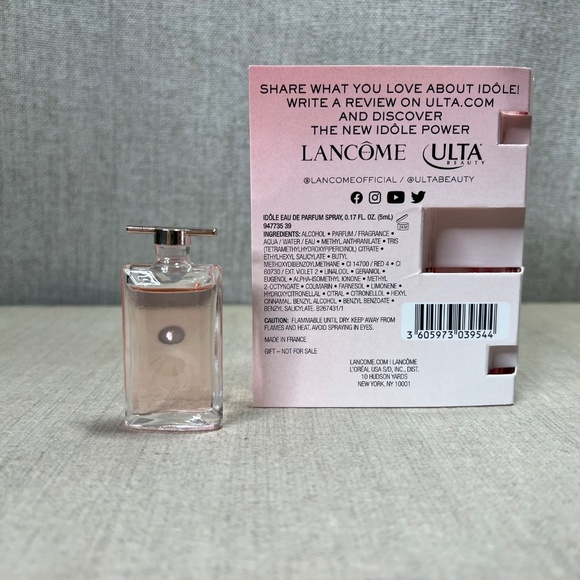 SHARE WHAT YOU LOVE ABOUT IDÔLE!
WRITE A REVIEW ON ULTA.COM
AND DISCOVER
THE NEW IDÔLE POWER
LANCÔME ULTA BEAUTY
@LANCOMEOFFICIAL / @ULTABEAUTY
IDÔLE EAU DE PARFUM SPRAY, 0.17 FL. OZ. (5mL)
947735 39
INGREDIENTS: ALCOHOL • PARFUM / FRAGRANCE •
AQUA / WATER / EAU • METHYL ANTHRANILATE • TRIS
(TETRAMETHYLHYDROXYPIPERIDINOL) CITRATE •
ETHYLHEXYL SALICYLATE • BUTYL
METHOXYDIBENZOYLMETHANE • CI 14700 / RED 4 • CI
60730 / EXT. VIOLET 2 • LINALOOL • GERANIOL •
EUGENOL • ALPHA-ISOMETHYL IONONE • METHYL
2-OCTYNOATE • COUMARIN • FARNESOL • LIMONENE •
HYDROXYCITRONELLAL • CITRAL • CITRONELLOL • HEXYL
CINNAMAL • BENZYL ALCOHOL • BENZYL BENZOATE •
BENZYL SALICYLATE. B267431/1
CAUTION: FLAMMABLE UNTIL DRY. KEEP AWAY FROM
FLAMES AND HEAT. AVOID SPRAYING IN EYES.
MADE IN FRANCE
GIFT – NOT FOR SALE
3 605973 039544
LANCOME.COM | LANCÔME
L'ORÉAL USA S/D, INC., DIST.
10 HUDSON YARDS
NEW YORK, NY 10001